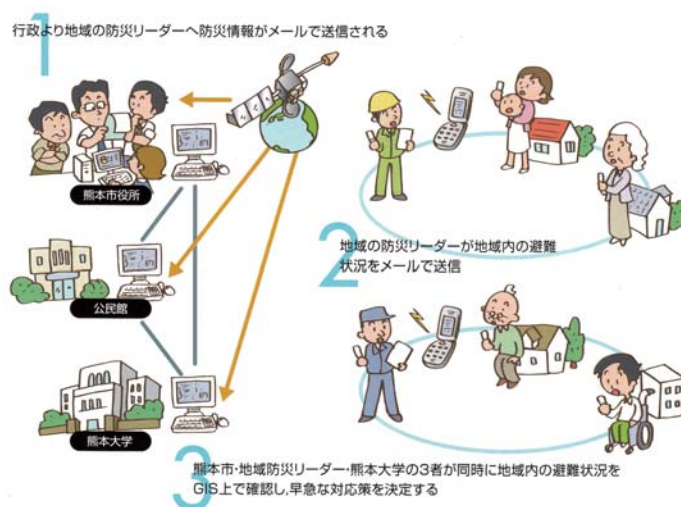 1
行政より地域の防災リーダーへ防災情報がメールで送信される
熊本市役所
公民館
熊本大学
2
地域の防災リーダーが地域内の避難
状況をメールで送信
3
熊本市・地域防災リーダー・熊本大学の3者が同時に地域内の避難状況を
GIS上で確認し,早急な対応策を決定する